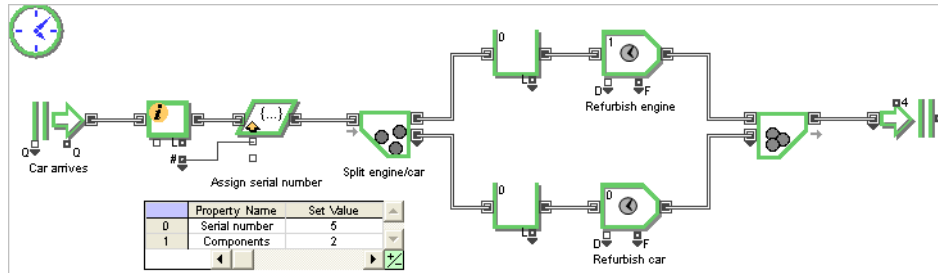 0
1
4
i
{...}
L
D F
Refurbish engine
Q Q
Car arrives
L
#
Assign serial number
Split engine/car
Property Name Set Value
0 Serial number 5
1 Components 2
+/-
0
0
L
D F
Refurbish car